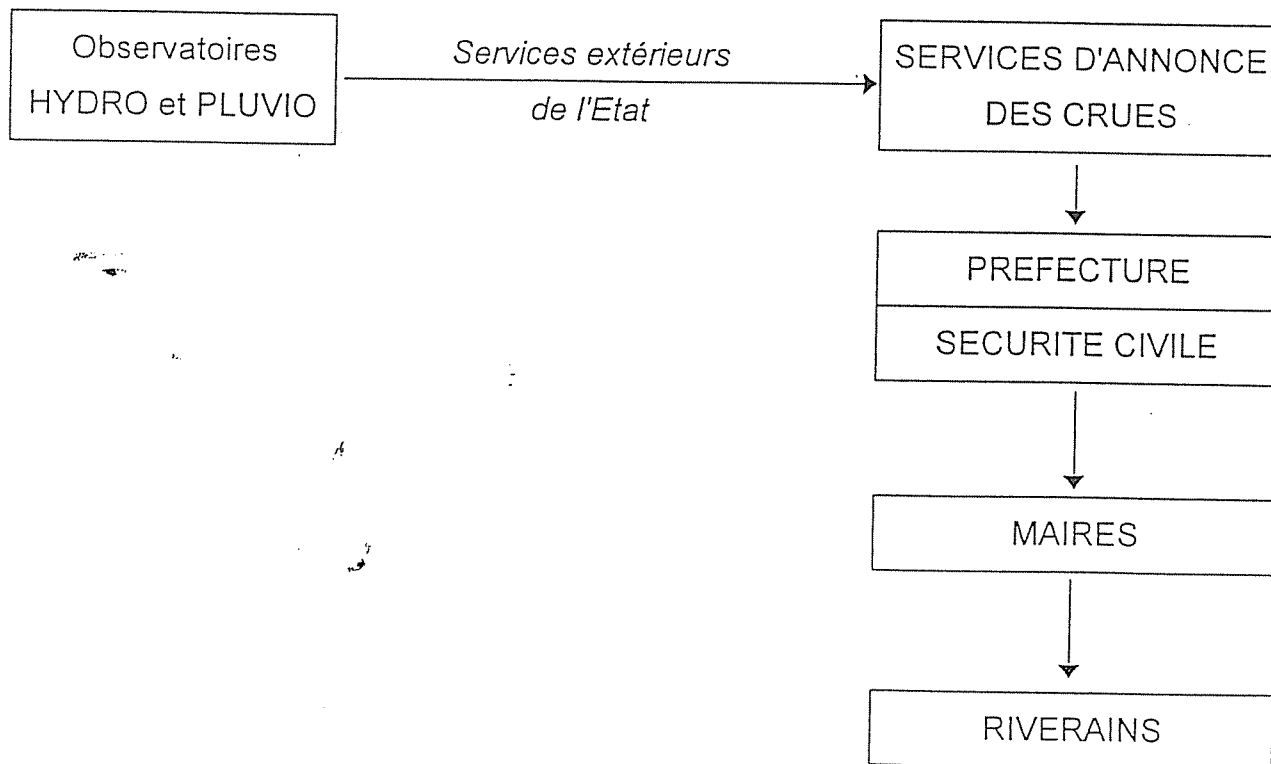 Observatoires
HYDRO et PLUVIO
Services extérieurs
de l'Etat
SERVICES D'ANNONCE
DES CRUES
PREFECTURE
SECURITE CIVILE
MAIRES
RIVERAINS